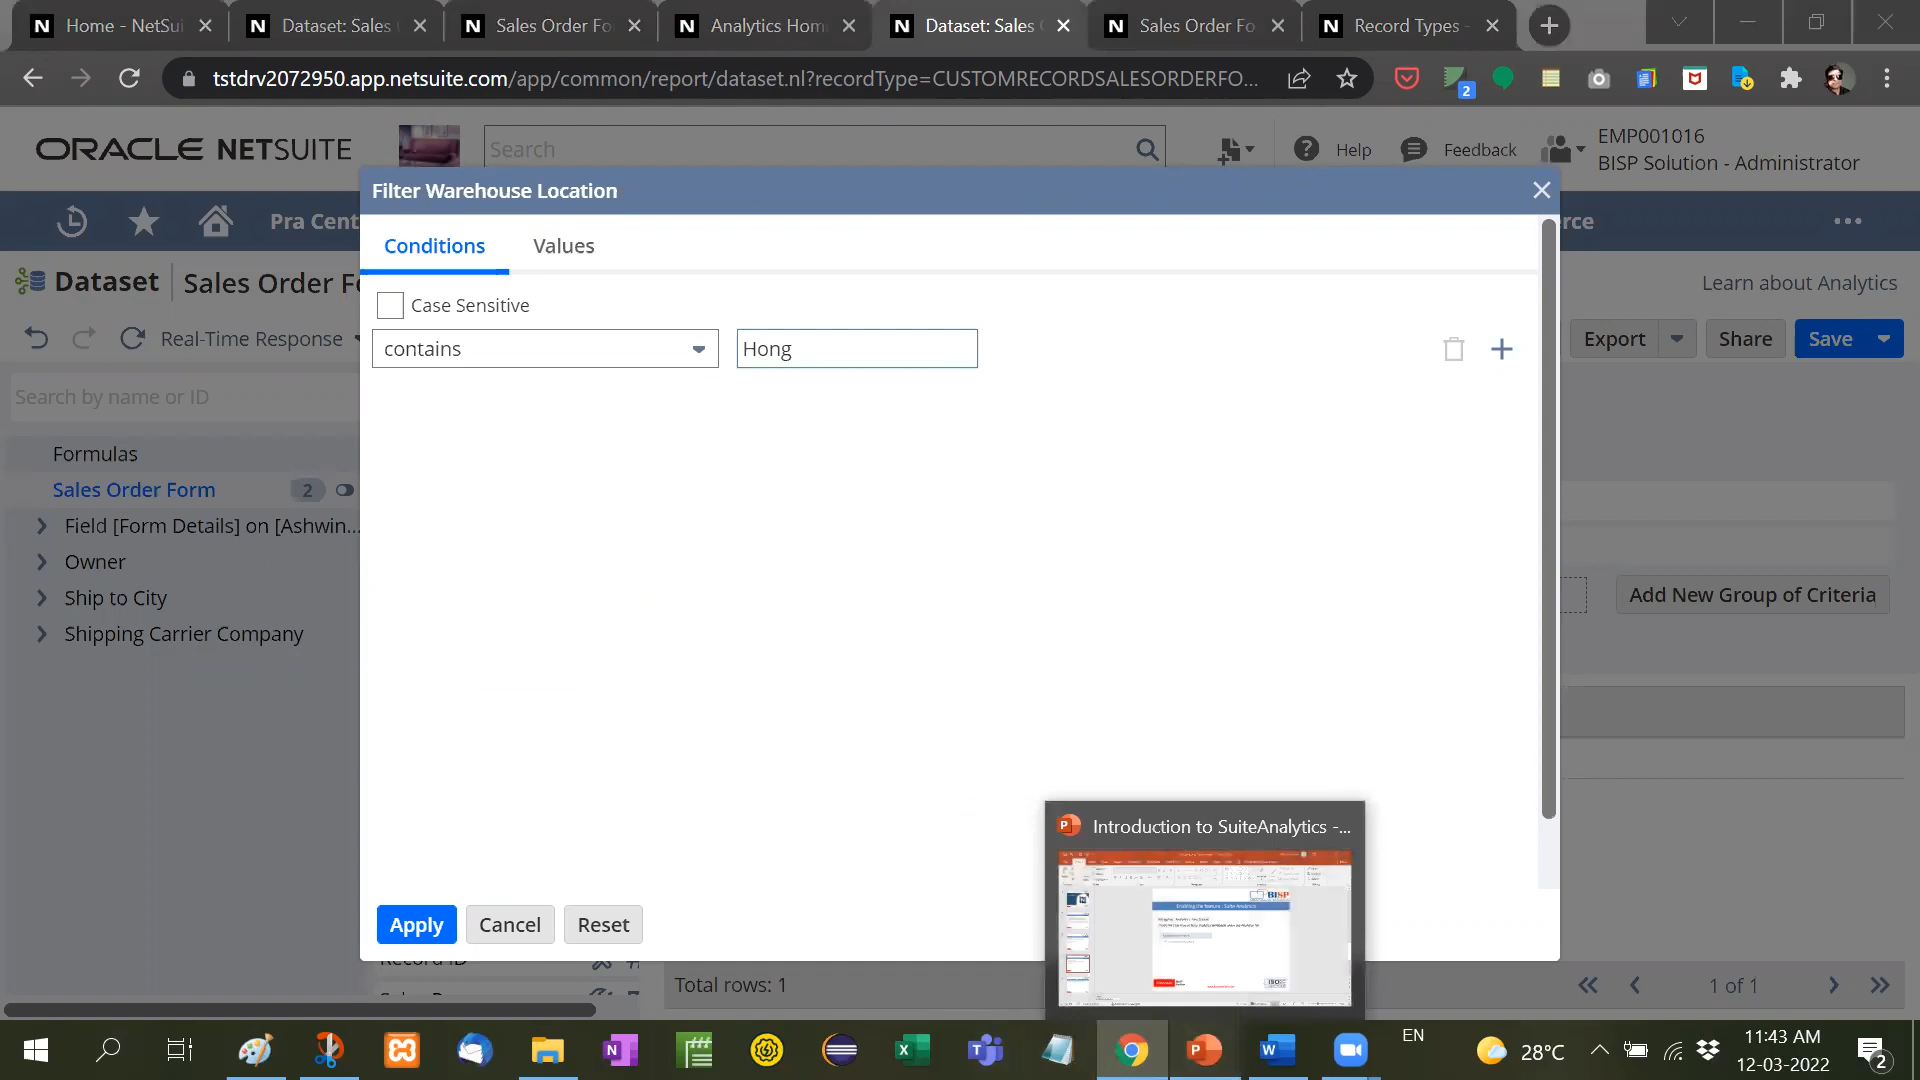 Home - NetSui
Dataset: Sales
Sales Order Fo
Analytics Hom
Dataset: Sales
Sales Order Fo
Record Types -
tstdrv2072950.app.netsuite.com/app/common/report/dataset.nl?recordType=CUSTOMRECORDSALESORDERFO...
2
ORACLE NETSUITE
Search
Help
Feedback
EMP001016
BISP Solution - Administrator
Filter Warehouse Location
Pra Cent
rce
Conditions
Values
Dataset
Sales Order F
Learn about Analytics
Case Sensitive
Real-Time Response
contains
Hong
Export
Share
Save
Search by name or ID
Formulas
Sales Order Form
2
Field [Form Details] on [Ashwin...
Owner
Ship to City
Shipping Carrier Company
Add New Group of Criteria
Introduction to SuiteAnalytics -...
BISP
Apply
Cancel
Reset
Record ID
Total rows: 1
1 of 1
EN
28°C
11:43 AM
12-03-2022
2